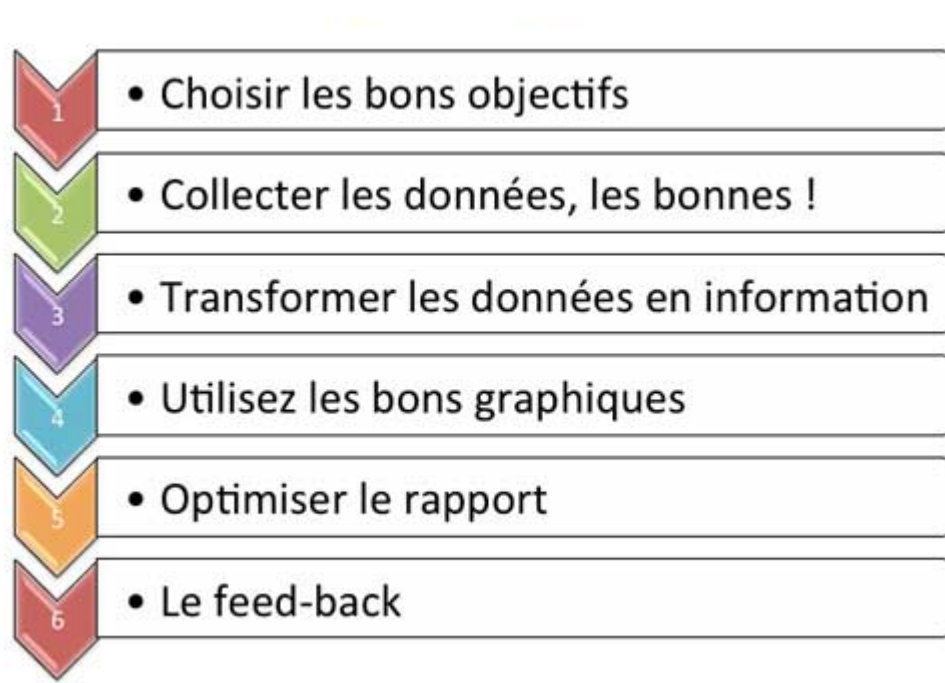 1 • Choisir les bons objectifs
2 • Collecter les données, les bonnes !
3 • Transformer les données en information
4 • Utilisez les bons graphiques
5 • Optimiser le rapport
6 • Le feed-back